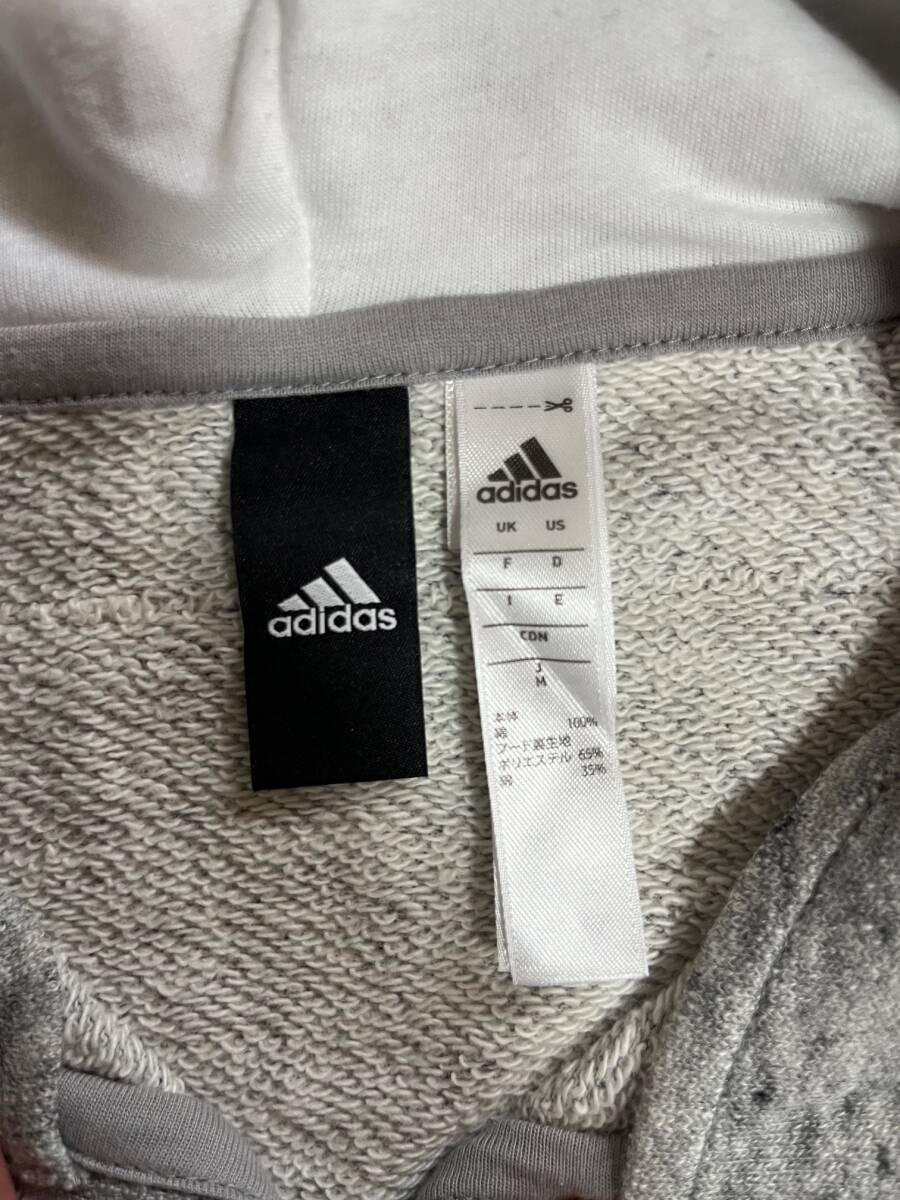 adidas
adidas
UK US
F D
I E
CDN
J
M
本体
綿 100%
フード裏生地
ポリエステル 65%
綿 35%